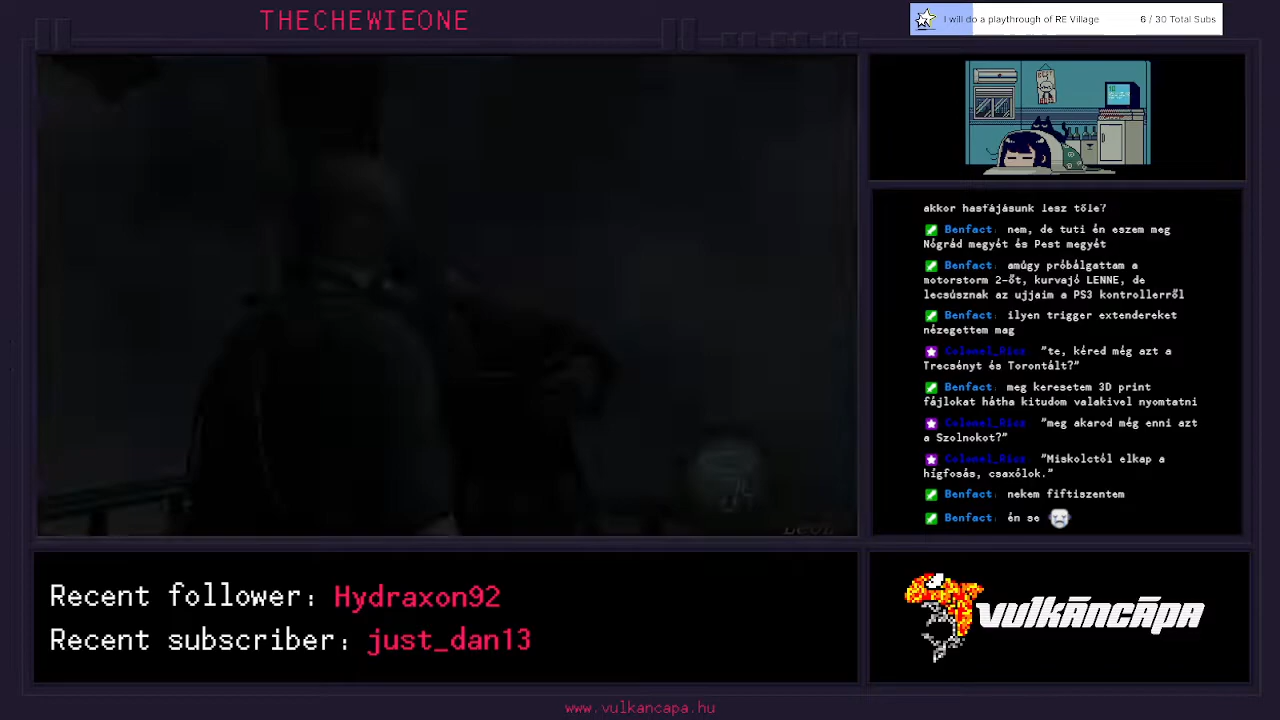 THECHEWIEONE
I will do a playthrough of RE Village
6 / 30 Total Subs
akkor hasfájásunk lesz tőle?
Benfact: nem, de tuti én eszem meg
Nógrád megyét és Pest megyét
Benfact: amúgy próbálgattam a
motorstorm 2-őt, kurvajó LENNE, de
lecsúsznak az ujjaim a PS3 kontrollerről
Benfact: ilyen trigger extendereket
nézegettem mag
"te, kéred még azt a
Trecsényt és Torontált?"
Benfact: meg keresetem 3D print
fájlokat hátha kitudom valakivel nyomtatni
"meg akarod még enni azt
a Szolnokot?"
"Miskolctól elkap a
hígfosás, csaxólok."
Benfact: nekem fiftiszentem
Benfact: én se
Recent follower: Hydraxon92
Recent subscriber: just_dan13
vulkāncāpa
www.vulkancapa.hu